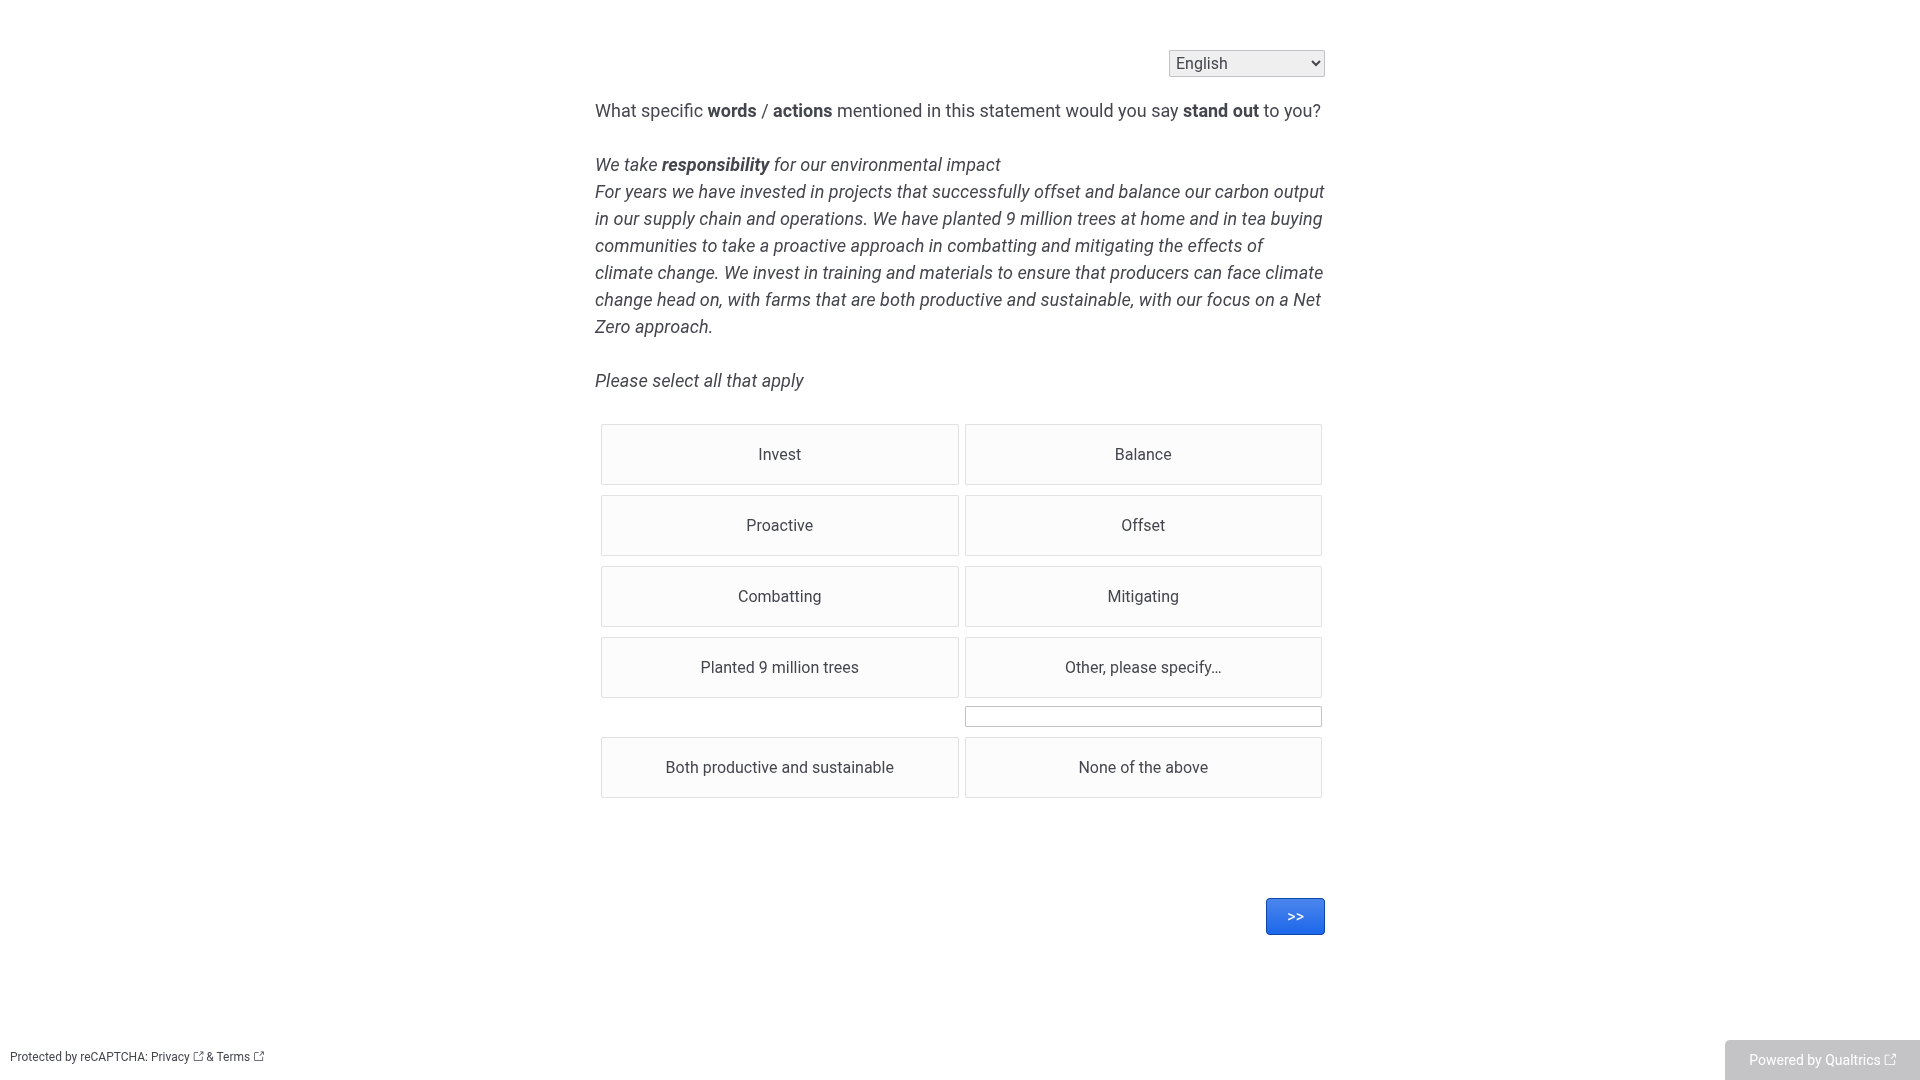 English
What specific words / actions mentioned in this statement would you say stand out to you?
We take responsibility for our environmental impact
For years we have invested in projects that successfully offset and balance our carbon output
in our supply chain and operations. We have planted 9 million trees at home and in tea buying
communities to take a proactive approach in combatting and mitigating the effects of
climate change. We invest in training and materials to ensure that producers can face climate
change head on, with farms that are both productive and sustainable, with our focus on a Net
Zero approach.
Please select all that apply
Invest
Balance
Proactive
Offset
Combatting
Mitigating
Planted 9 million trees
Other, please specify...
Both productive and sustainable
None of the above
>>
Protected by reCAPTCHA: Privacy & Terms
Powered by Qualtrics